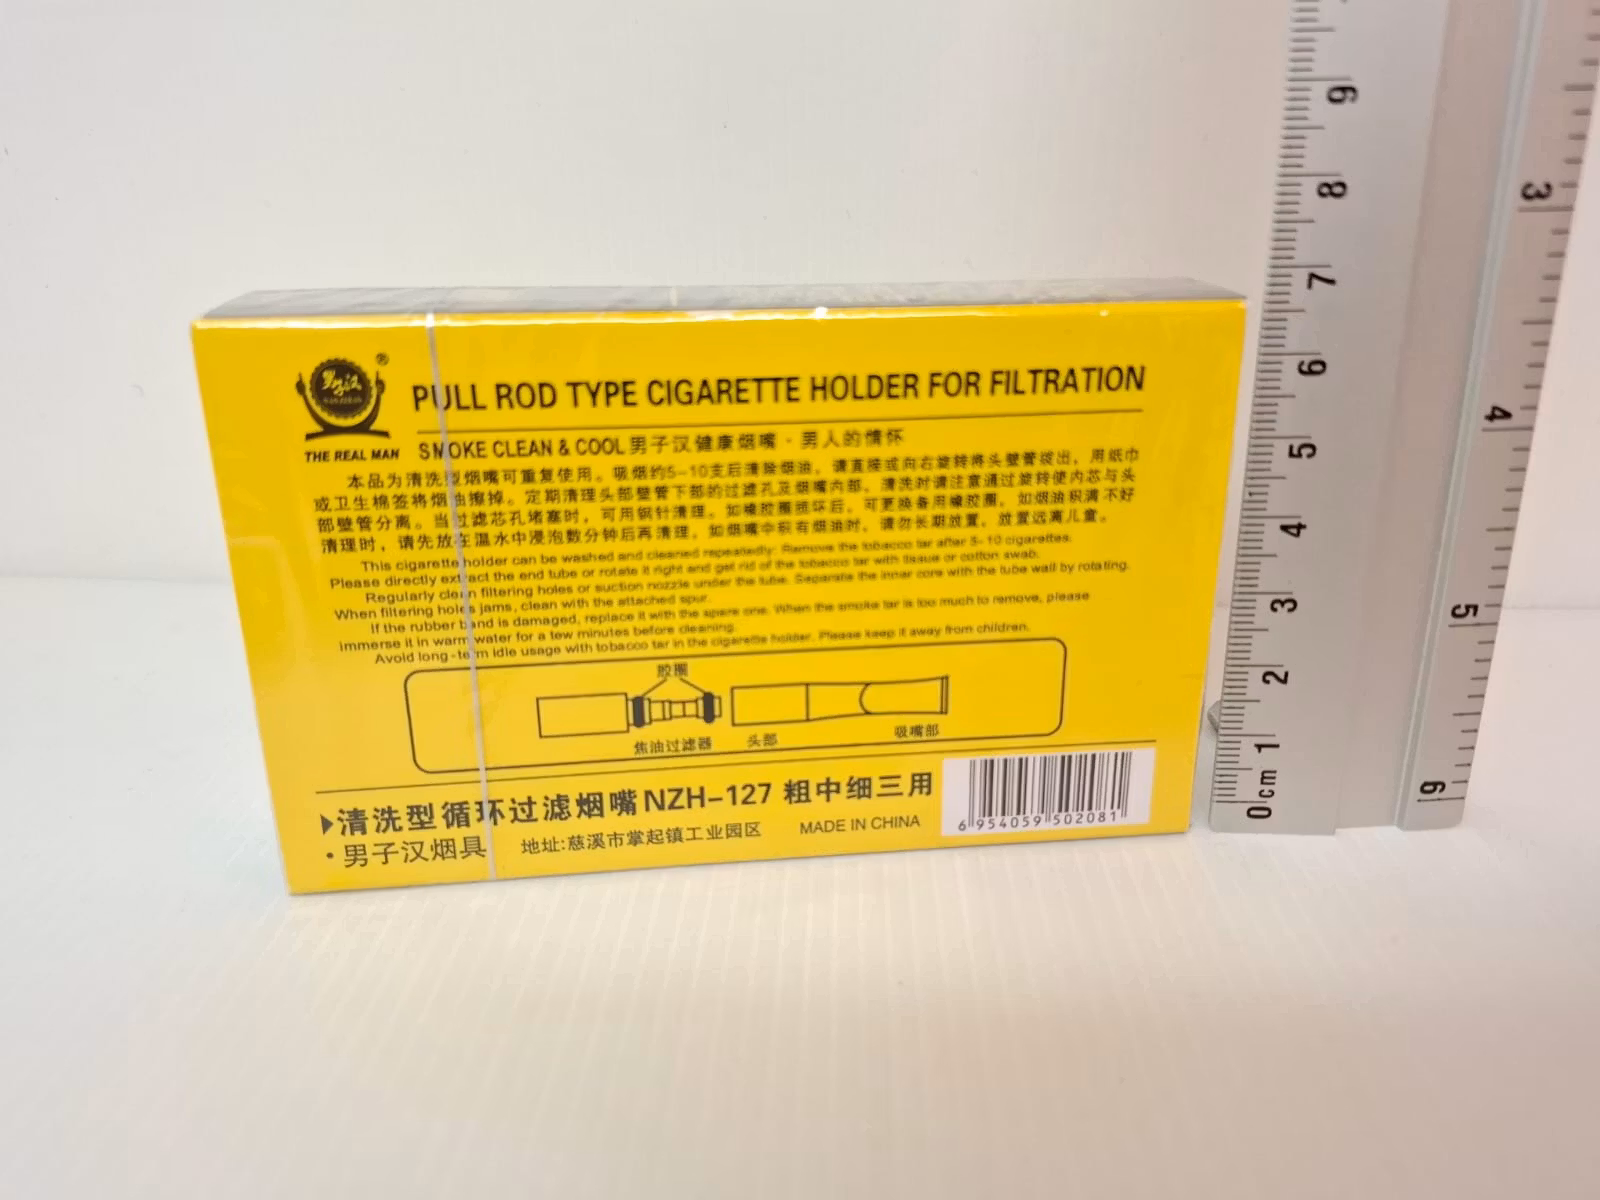 男子汉
NANZIHAN
®
THE REAL MAN
PULL ROD TYPE CIGARETTE HOLDER FOR FILTRATION
SMOKE CLEAN & COOL 男子汉健康烟嘴·男人的情怀
本品为清洗型烟嘴可重复使用。吸烟约5-10支后清除烟油。请直接或向右旋转将头壁管拔出，用纸巾
或卫生棉签将烟油擦掉。定期清理头部壁管下部的过滤孔及烟嘴内部。清洗时请注意通过旋转使内芯与头
部壁管分离。当过滤芯孔堵塞时，可用钢针清理。如橡胶圈损坏后，可更换备用橡胶圈。如烟油积满不好
清理时，请先放在温水中浸泡数分钟后再清理。如烟嘴中积有烟油时，请勿长期放置。放置远离儿童。
This cigarette holder can be washed and cleaned repeatedly. Remove the tobacco tar after 5-10 cigarettes.
Please directly extract the end tube or rotate it right and get rid of the tobacco tar with tissue or cotton swab.
Regularly clean filtering holes or suction nozzle under the tube. Separate the inner core with the tube wall by rotating.
When filtering holes jams, clean with the attached spur.
If the rubber band is damaged, replace it with the spare one. When the smoke tar is too much to remove, please
immerse it in warm water for a few minutes before cleaning.
Avoid long-term idle usage with tobacco tar in the cigarette holder. Please keep it away from children.
胶圈
焦油过滤器 头部 吸嘴部
清洗型循环过滤烟嘴NZH-127 粗中细三用
·男子汉烟具 地址:慈溪市掌起镇工业园区 MADE IN CHINA
6 954059 502081
0cm 1 2 3 4 5 6 7 8 9
3 4 5 6